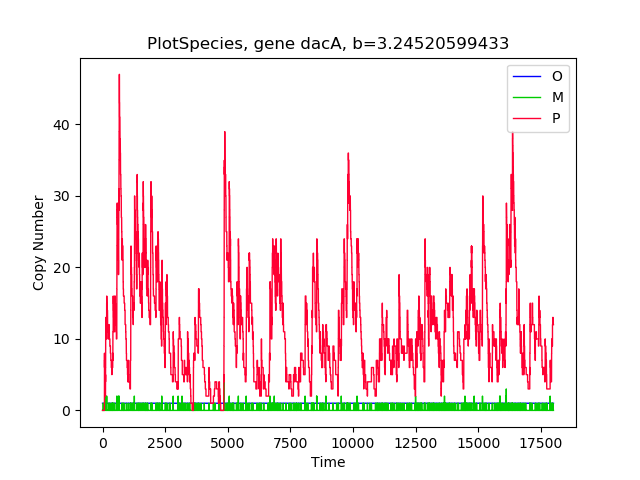 PlotSpecies, gene dacA, b=3.24520599433
O
M
P
40
30
20
10
0
Copy Number
0 2500 5000 7500 10000 12500 15000 17500
Time